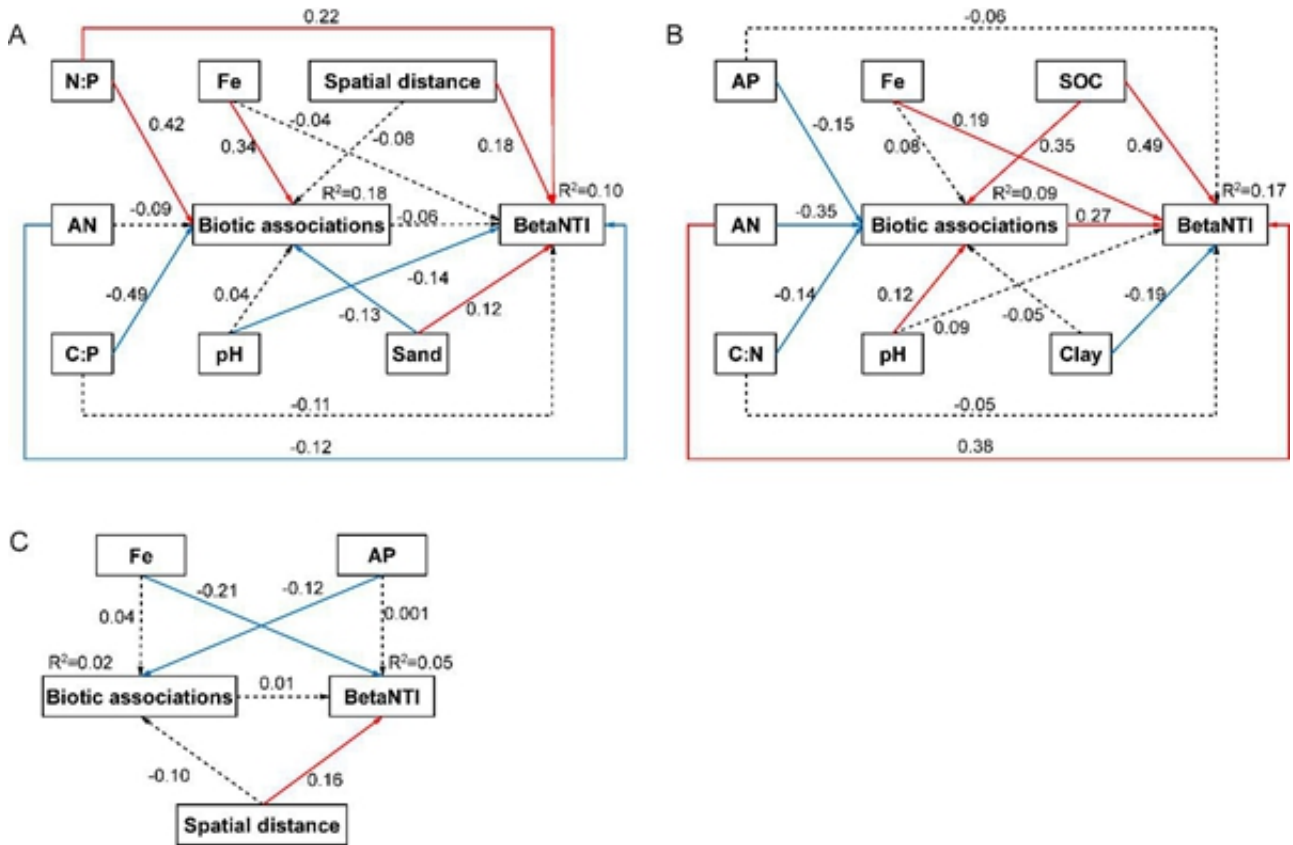 0.22
A
N:P
Fe
Spatial distance
-0.04
0.42
0.34
-0.08
0.18
R²=0.18
R²=0.10
AN
-0.09
Biotic associations
-0.06
BetaNTI
-0.49
0.04
-0.14
-0.13
0.12
C:P
pH
Sand
-0.11
-0.12
-0.06
B
AP
Fe
SOC
-0.15
0.08
0.19
0.35
0.49
R²=0.09
R²=0.17
AN
-0.35
Biotic associations
0.27
BetaNTI
-0.14
0.12
0.09
-0.05
-0.19
C:N
pH
Clay
-0.05
0.38
C
Fe
AP
-0.21
-0.12
0.04
0.001
R²=0.02
R²=0.05
Biotic associations
0.01
BetaNTI
-0.10
0.16
Spatial distance